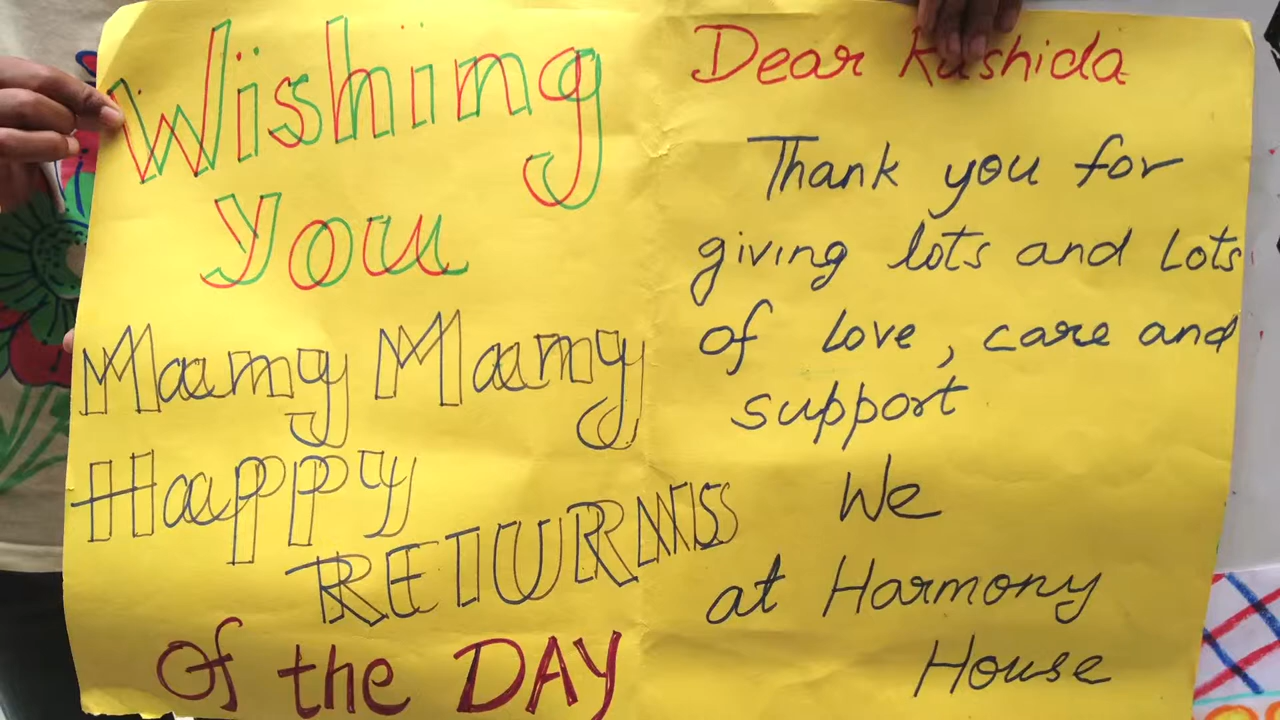 Wishing
You
Many Many
Happy
RETURNS
Of the DAY
Dear Rashida
Thank you for
giving lots and Lots
of love, care and
support
We
at Harmony
House